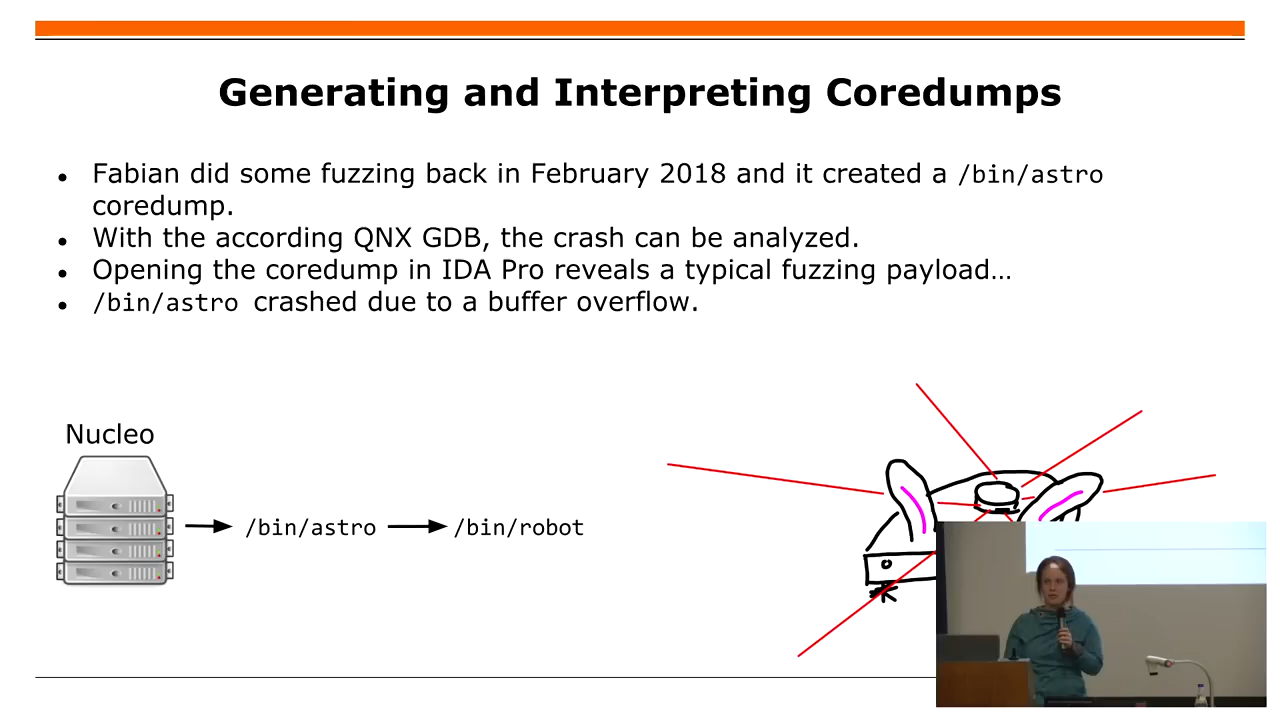 Generating and Interpreting Coredumps
Fabian did some fuzzing back in February 2018 and it created a /bin/astro
coredump.
With the according QNX GDB, the crash can be analyzed.
Opening the coredump in IDA Pro reveals a typical fuzzing payload…
/bin/astro crashed due to a buffer overflow.
Nucleo
/bin/astro
/bin/robot